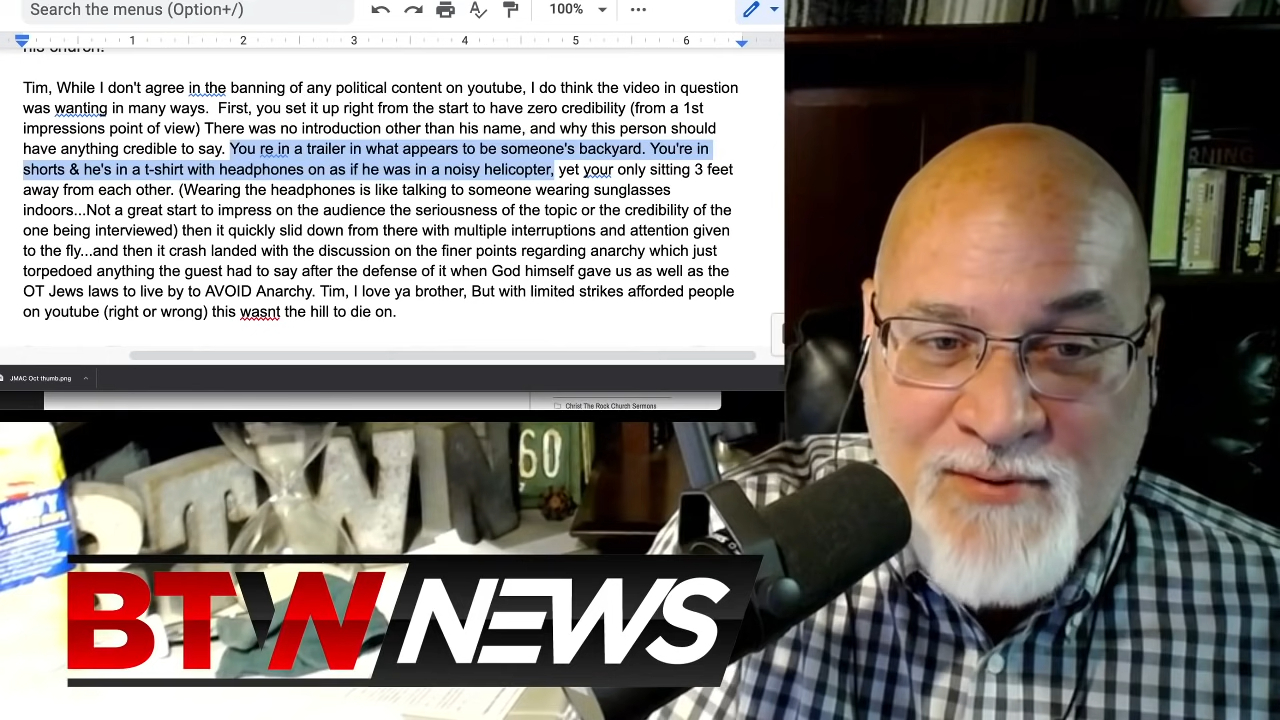 Search the menus (Option+/)
100%
1 2 3 4 5 6
his church.
Tim, While I don't agree in the banning of any political content on youtube, I do think the video in question
was wanting in many ways.  First, you set it up right from the start to have zero credibility (from a 1st
impressions point of view) There was no introduction other than his name, and why this person should
have anything credible to say. You re in a trailer in what appears to be someone's backyard. You're in
shorts & he's in a t-shirt with headphones on as if he was in a noisy helicopter, yet your only sitting 3 feet
away from each other. (Wearing the headphones is like talking to someone wearing sunglasses
indoors...Not a great start to impress on the audience the seriousness of the topic or the credibility of the
one being interviewed) then it quickly slid down from there with multiple interruptions and attention given
to the fly...and then it crash landed with the discussion on the finer points regarding anarchy which just
torpedoed anything the guest had to say after the defense of it when God himself gave us as well as the
OT Jews laws to live by to AVOID Anarchy. Tim, I love ya brother, But with limited strikes afforded people
on youtube (right or wrong) this wasnt the hill to die on.
JMAC Oct thumb.png
Christ The Rock Church Sermons
TWN
60
BTW NEWS